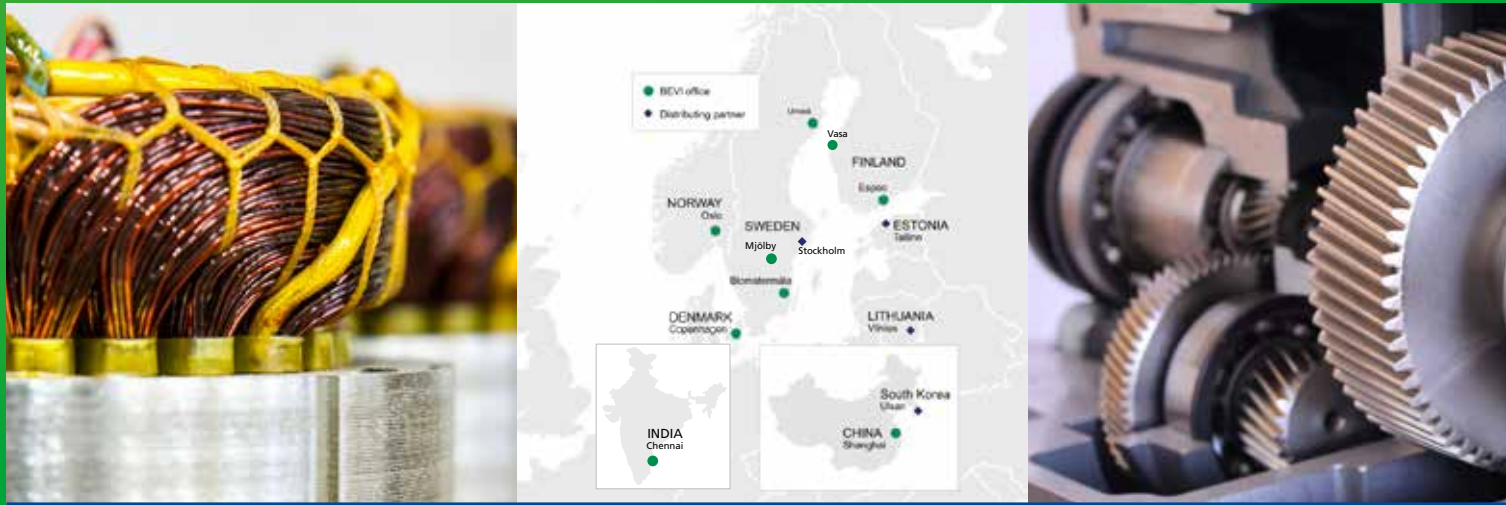 BEVI office
Distributing partner
Umeå
Vasa
FINLAND
Espoo
NORWAY
Oslo
SWEDEN
ESTONIA
Tallinn
Mjölby
Stockholm
Blomstermåla
DENMARK
Copenhagen
LITHUANIA
Vilnius
South Korea
Ulsan
INDIA
Chennai
CHINA
Shanghai